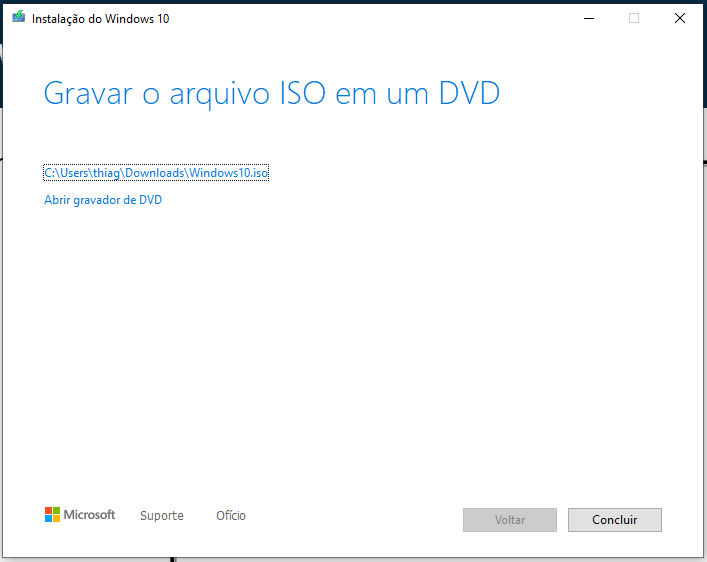 Instalação do Windows 10
Gravar o arquivo ISO em um DVD
C:\Users\thiag\Downloads\Windows10.iso
Abrir gravador de DVD
Microsoft Suporte Ofício Voltar Concluir